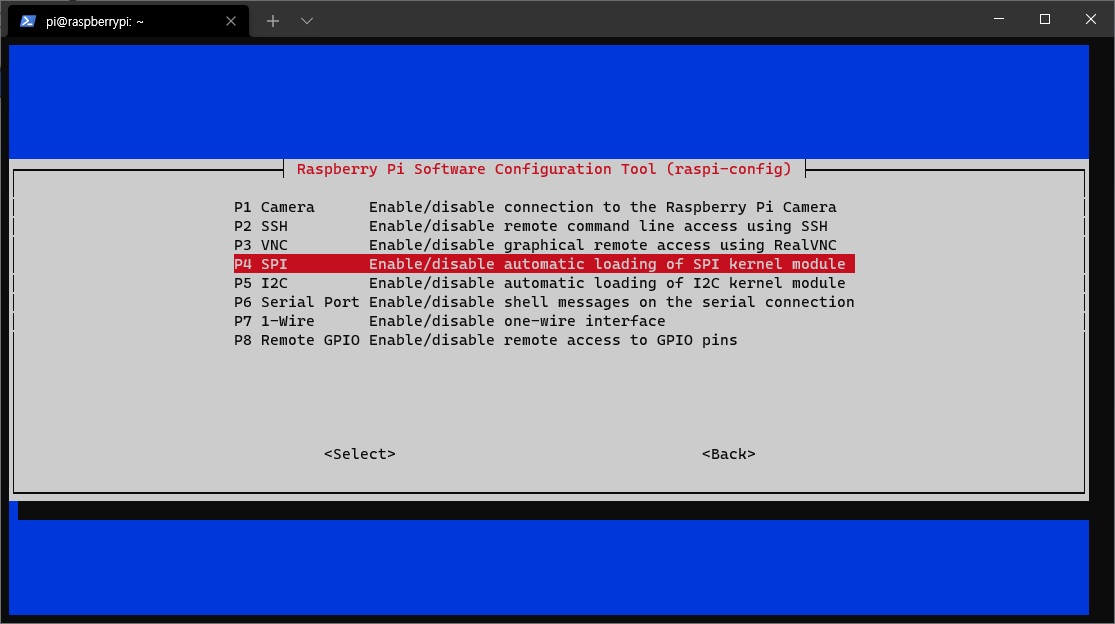 pi@raspberrypi: ~
Raspberry Pi Software Configuration Tool (raspi-config)
P1 Camera      Enable/disable connection to the Raspberry Pi Camera
P2 SSH         Enable/disable remote command line access using SSH
P3 VNC         Enable/disable graphical remote access using RealVNC
P4 SPI         Enable/disable automatic loading of SPI kernel module
P5 I2C         Enable/disable automatic loading of I2C kernel module
P6 Serial Port Enable/disable shell messages on the serial connection
P7 1-Wire      Enable/disable one-wire interface
P8 Remote GPIO Enable/disable remote access to GPIO pins
<Select> <Back>